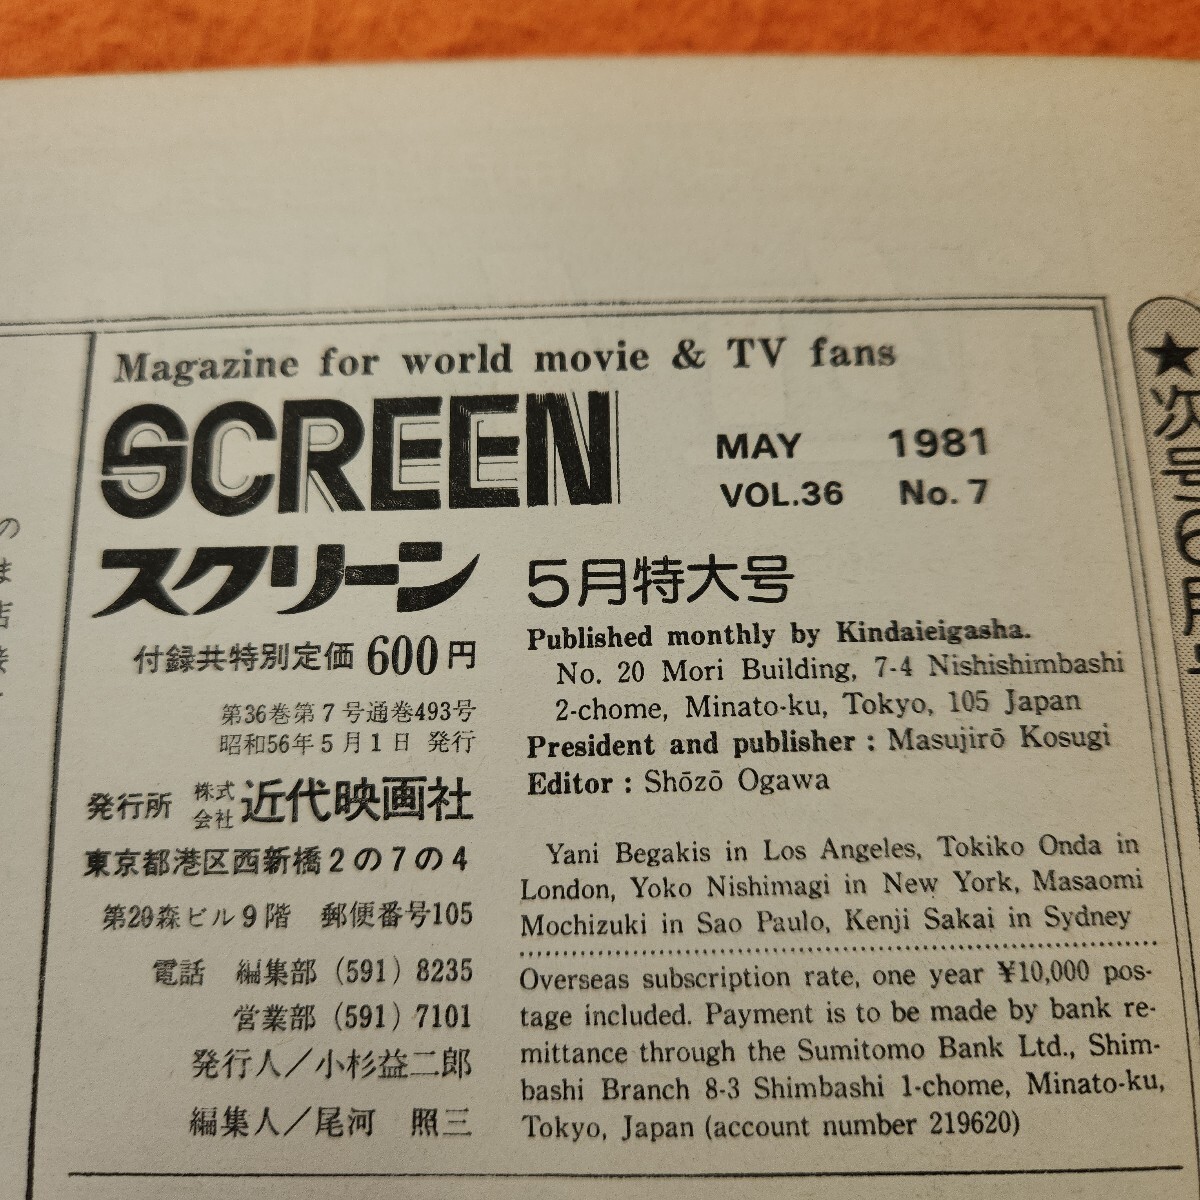 Magazine for world movie & TV fans
SCREEN
MAY 1981
VOL.36 No. 7
スクリーン
5月特大号
付録共特別定価 600円
第36巻第7号通巻493号
昭和56年5月1日 発行
発行所 株式会社 近代映画社
東京都港区西新橋2の7の4
第20森ビル9階 郵便番号105
電話 編集部 (591) 8235
営業部 (591) 7101
発行人／小杉益二郎
編集人／尾河 照三
Published monthly by Kindaieigasha.
No. 20 Mori Building, 7-4 Nishishimbashi
2-chome, Minato-ku, Tokyo, 105 Japan
President and publisher : Masujirō Kosugi
Editor : Shōzō Ogawa
Yani Begakis in Los Angeles, Tokiko Onda in
London, Yoko Nishimagi in New York, Masaomi
Mochizuki in Sao Paulo, Kenji Sakai in Sydney
Overseas subscription rate, one year ¥10,000 pos-
tage included. Payment is to be made by bank re-
mittance through the Sumitomo Bank Ltd., Shim-
bashi Branch 8-3 Shimbashi 1-chome, Minato-ku,
Tokyo, Japan (account number 219620)
★次号6月